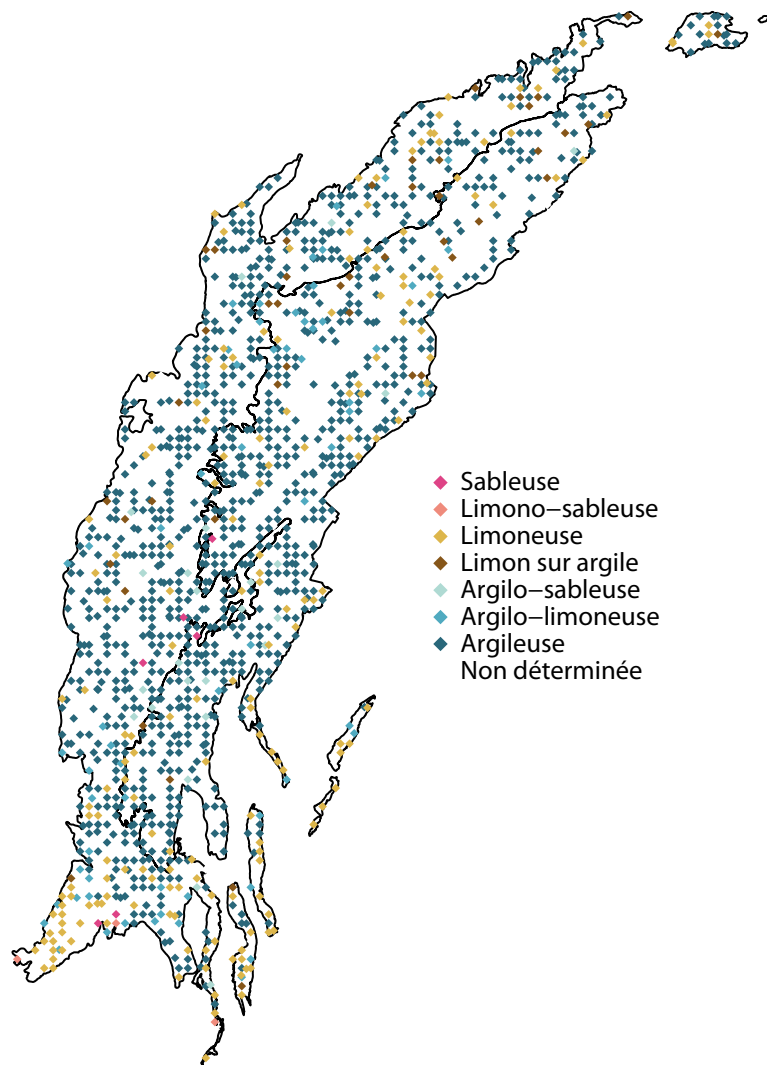 Sableuse
Limono−sableuse
Limoneuse
Limon sur argile
Argilo−sableuse
Argilo−limoneuse
Argileuse
Non déterminée